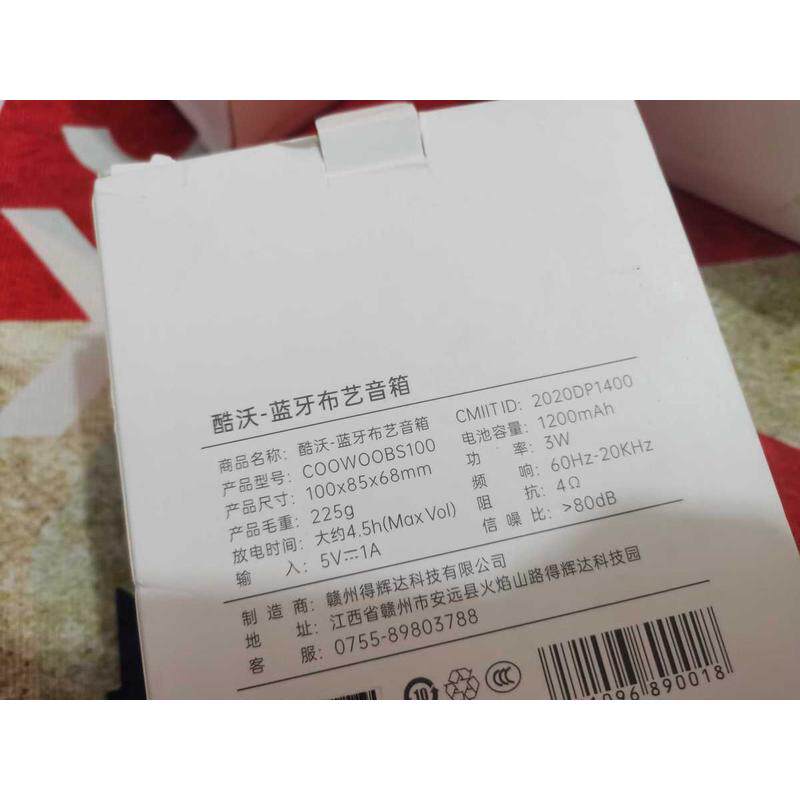 酷沃-蓝牙布艺音箱
商品名称: 酷沃-蓝牙布艺音箱 CMIIT ID: 2020DP1400
产品型号: COOWOOBS100 电池容量: 1200mAh
产品尺寸: 100x85x68mm 功 率: 3W
产品毛重: 225g 频 响: 60Hz-20KHz
放电时间: 大约4.5h(Max Vol) 阻 抗: 4Ω
输 入: 5V⎓1A 信 噪 比: >80dB
制 造 商: 赣州得辉达科技有限公司
地 址: 江西省赣州市安远县火焰山路得辉达科技园
客 服: 0755-89803788
10
CCC
096 890018